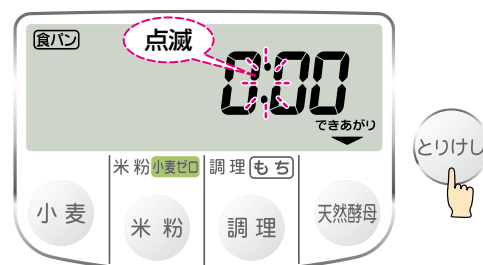 食パン
点滅
0:00
できあがり
とりけし
米粉 小麦ゼロ
調理 もち
小麦
米粉
調理
天然酵母